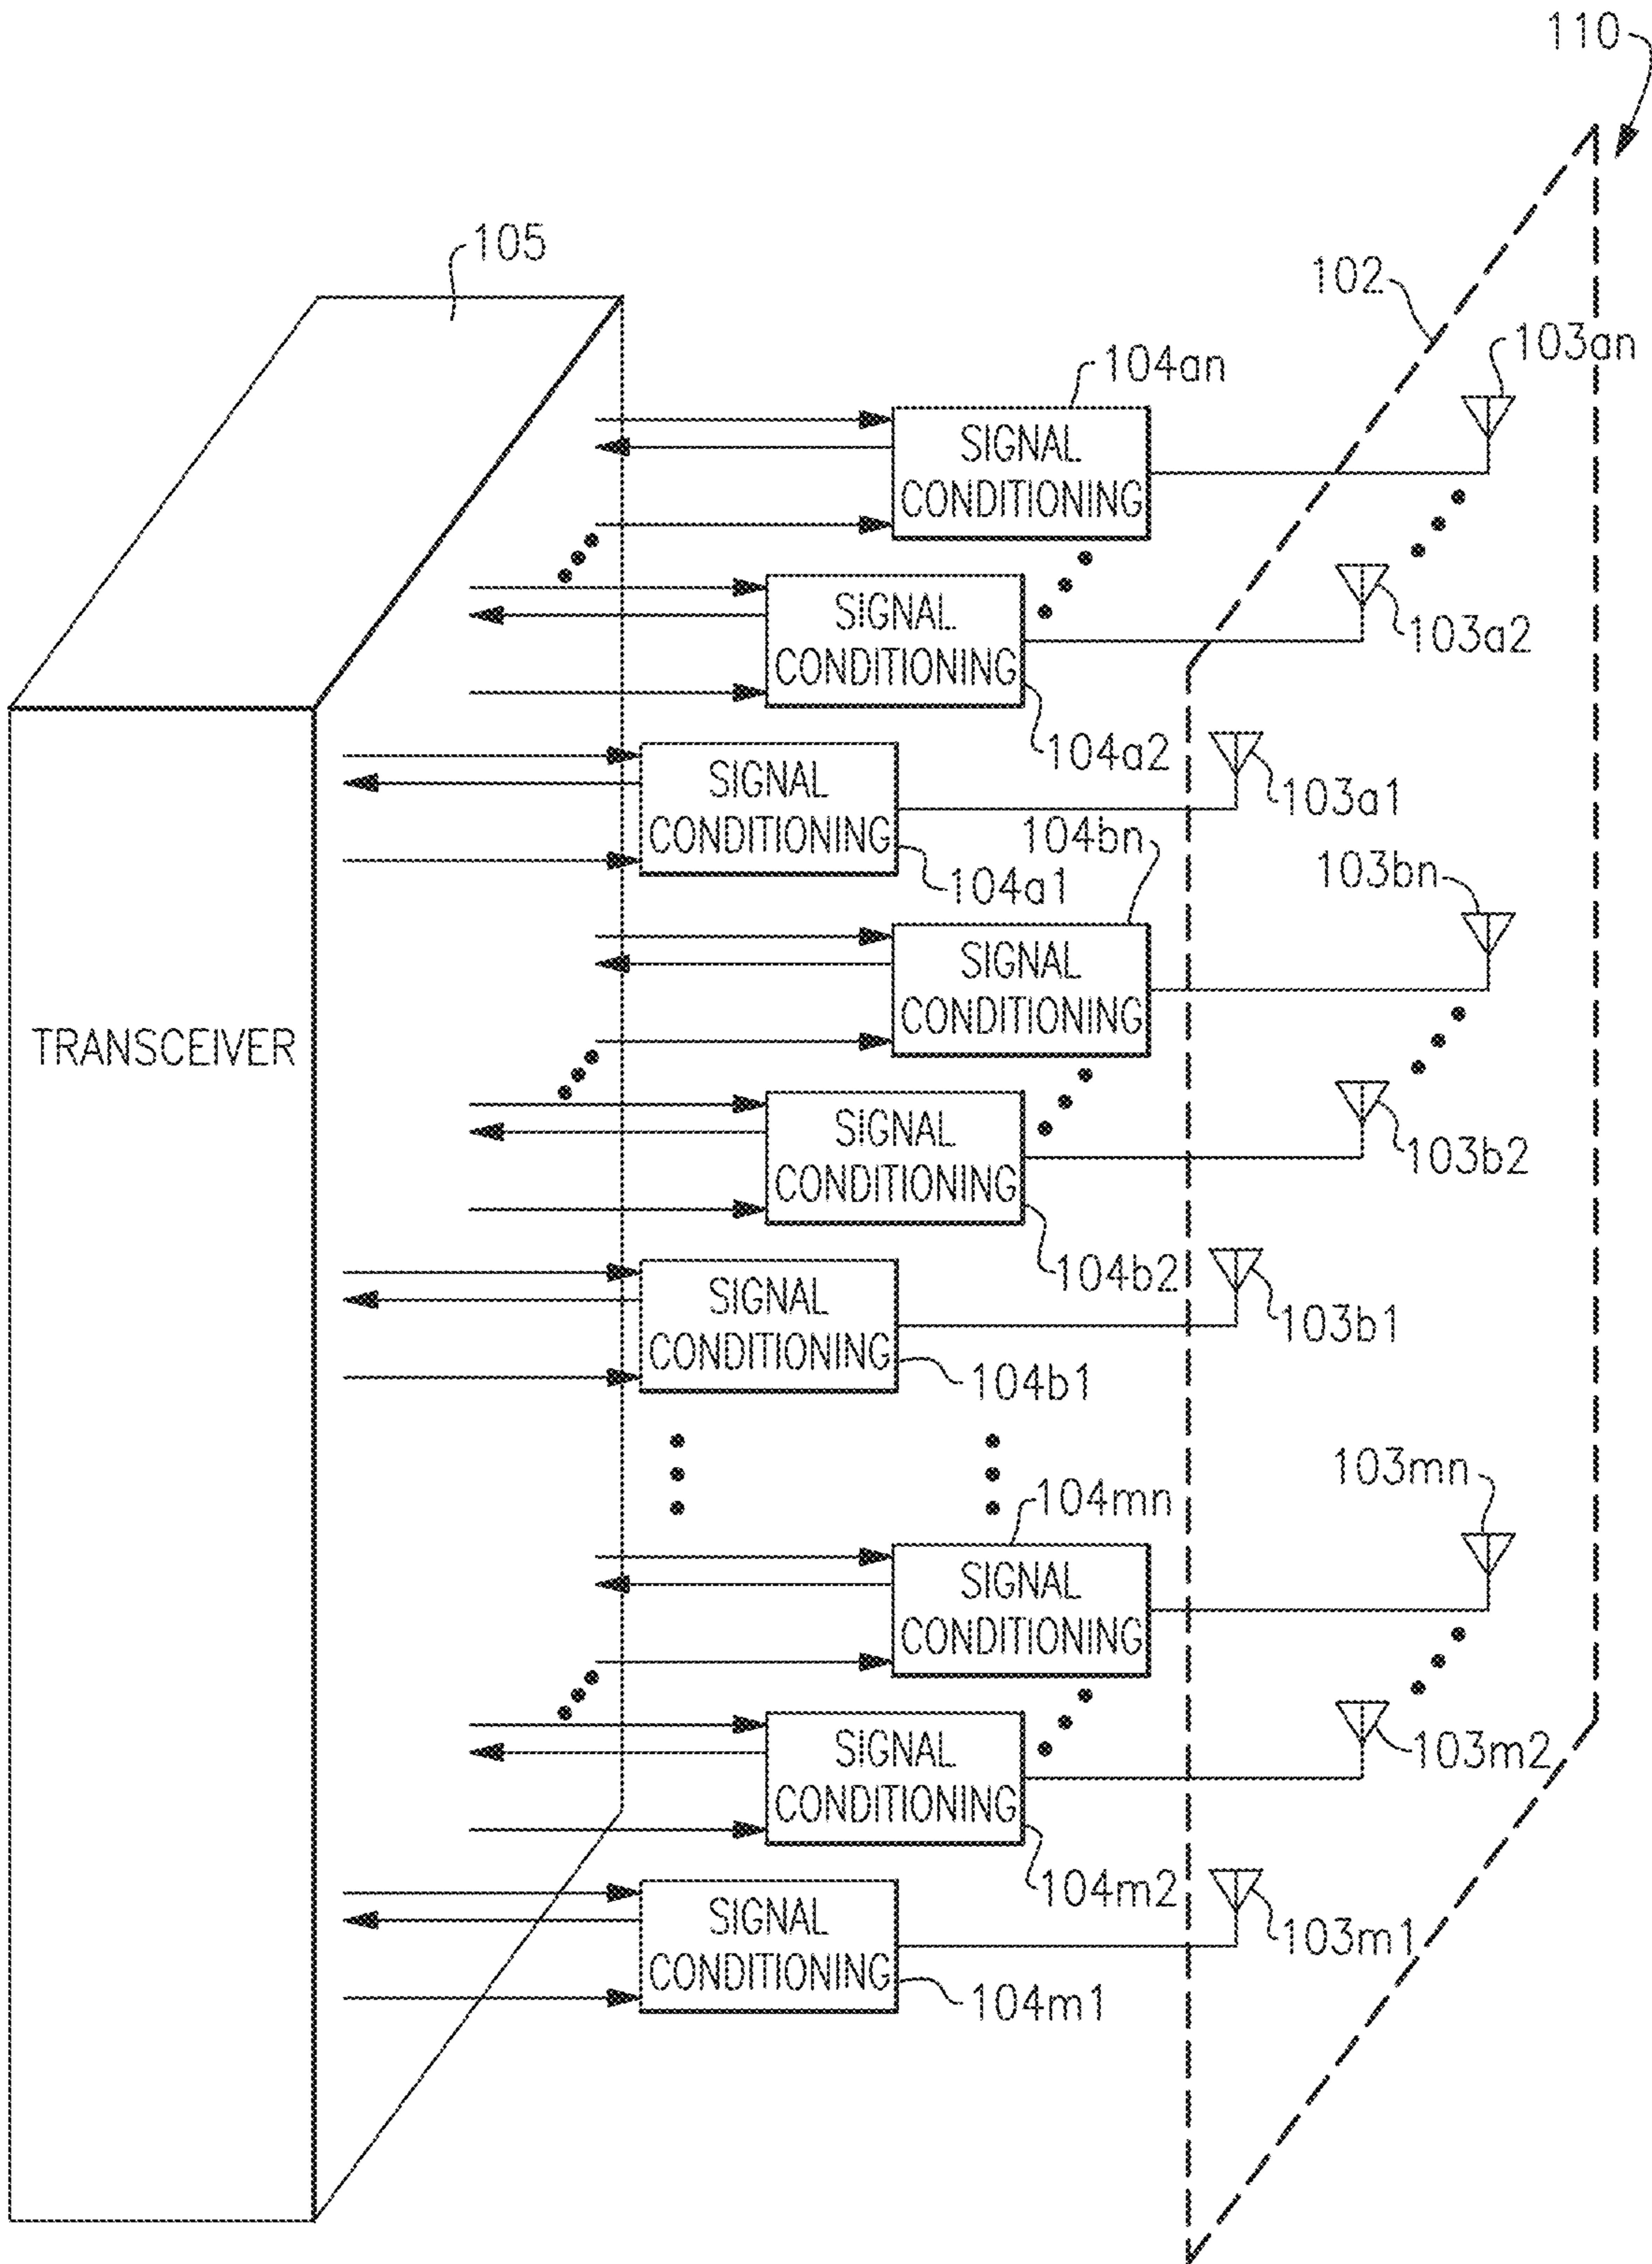 110
105
102
103an
104an
SIGNAL
CONDITIONING
SIGNAL
CONDITIONING
103a2
104a2
SIGNAL
CONDITIONING
103a1
104bn
104a1
103bn
SIGNAL
CONDITIONING
TRANSCEIVER
SIGNAL
CONDITIONING
103b2
104b2
SIGNAL
CONDITIONING
103b1
104b1
103mn
104mn
SIGNAL
CONDITIONING
SIGNAL
CONDITIONING
103m2
104m2
SIGNAL
CONDITIONING
103m1
104m1